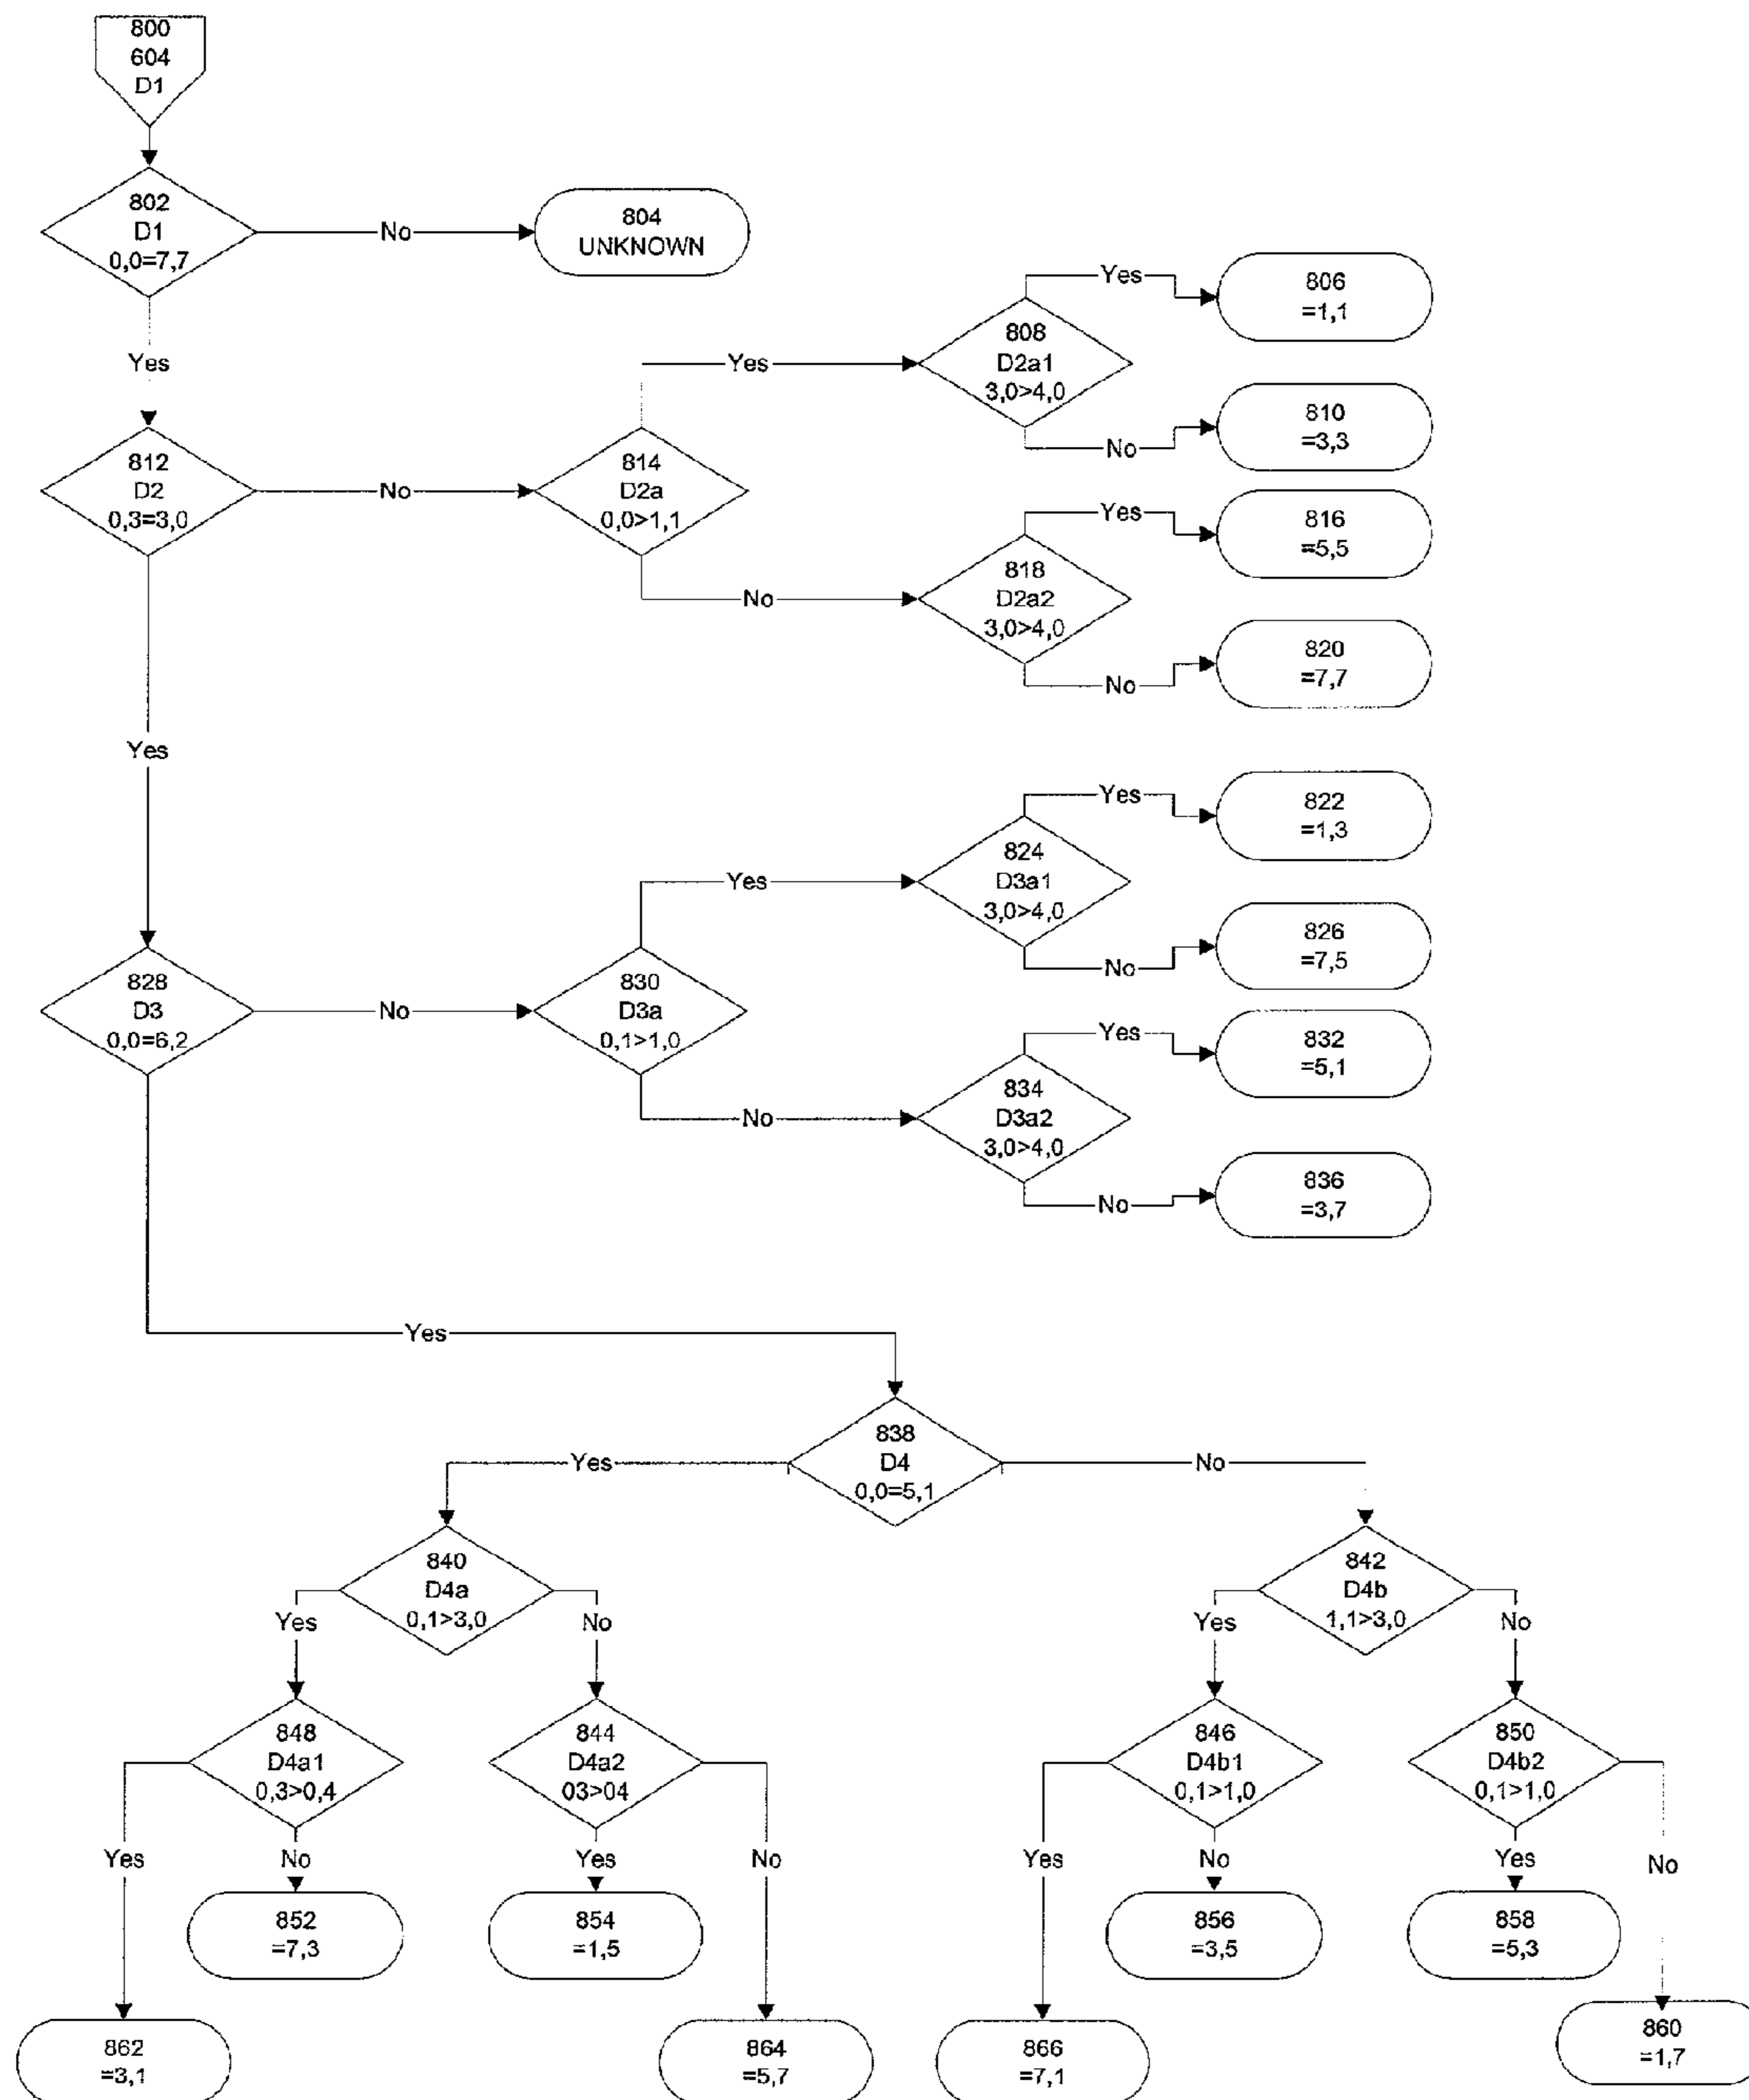 800
604
D1
802
D1
0,0=7,7
No
804
UNKNOWN
Yes
Yes
806
=1,1
808
D2a1
3,0>4,0
Yes
No
810
=3,3
812
D2
0,3=3,0
No
814
D2a
0,0>1,1
Yes
816
=5,5
818
D2a2
3,0>4,0
No
No
820
=7,7
Yes
Yes
822
=1,3
824
D3a1
3,0>4,0
Yes
No
826
=7,5
828
D3
0,0=6,2
No
830
D3a
0,1>1,0
Yes
832
=5,1
834
D3a2
3,0>4,0
No
No
836
=3,7
Yes
838
D4
0,0=5,1
Yes
No
840
D4a
0,1>3,0
842
D4b
1,1>3,0
Yes
No
Yes
No
848
D4a1
0,3>0,4
844
D4a2
03>04
846
D4b1
0,1>1,0
850
D4b2
0,1>1,0
Yes
No
Yes
No
Yes
No
Yes
No
852
=7,3
854
=1,5
856
=3,5
858
=5,3
862
=3,1
864
=5,7
866
=7,1
860
=1,7